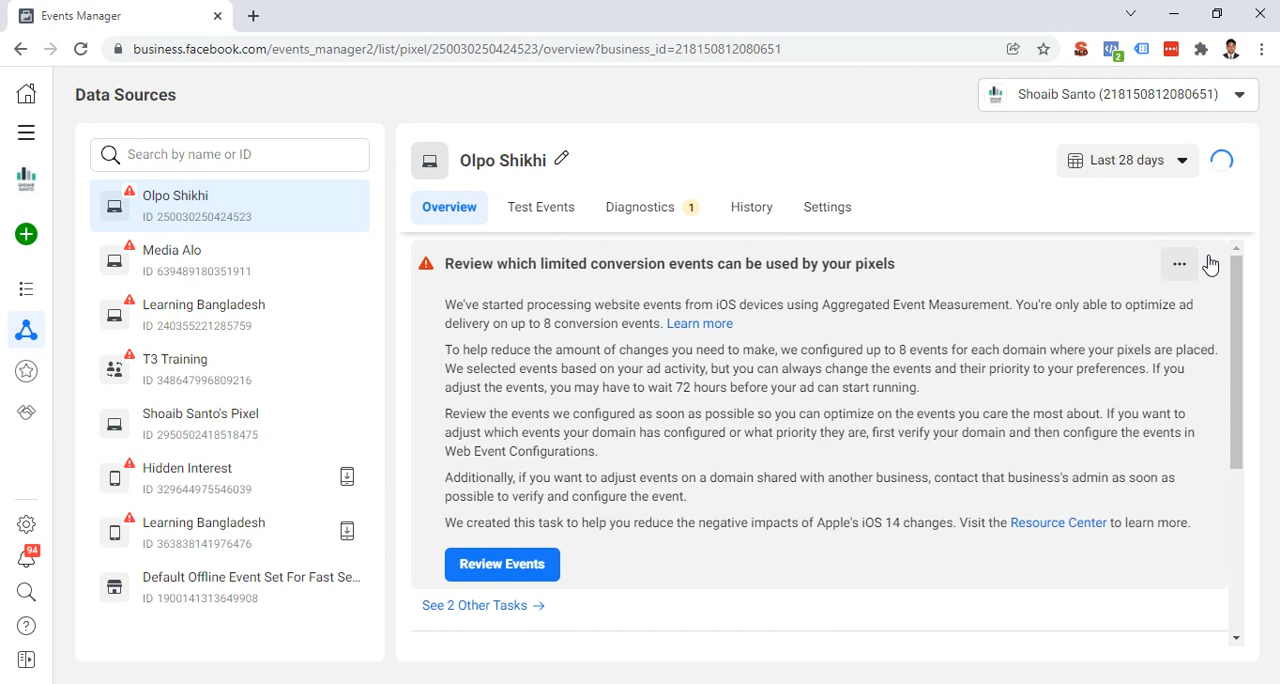 Events Manager
business.facebook.com/events_manager2/list/pixel/250030250424523/overview?business_id=218150812080651
2
Data Sources
Shoaib Santo (218150812080651)
Search by name or ID
Olpo Shikhi
ID 250030250424523
Media Alo
ID 639489180351911
Learning Bangladesh
ID 240355221285759
T3 Training
ID 348647996809216
Shoaib Santo's Pixel
ID 2950502418518475
Hidden Interest
ID 329644975546039
Learning Bangladesh
ID 363838141976476
Default Offline Event Set For Fast Se...
ID 1900141313649908
94
Olpo Shikhi
Last 28 days
Overview
Test Events
Diagnostics 1
History
Settings
Review which limited conversion events can be used by your pixels
We've started processing website events from iOS devices using Aggregated Event Measurement. You're only able to optimize ad
delivery on up to 8 conversion events. Learn more
To help reduce the amount of changes you need to make, we configured up to 8 events for each domain where your pixels are placed.
We selected events based on your ad activity, but you can always change the events and their priority to your preferences. If you
adjust the events, you may have to wait 72 hours before your ad can start running.
Review the events we configured as soon as possible so you can optimize on the events you care the most about. If you want to
adjust which events your domain has configured or what priority they are, first verify your domain and then configure the events in
Web Event Configurations.
Additionally, if you want to adjust events on a domain shared with another business, contact that business's admin as soon as
possible to verify and configure the event.
We created this task to help you reduce the negative impacts of Apple's iOS 14 changes. Visit the Resource Center to learn more.
Review Events
See 2 Other Tasks →